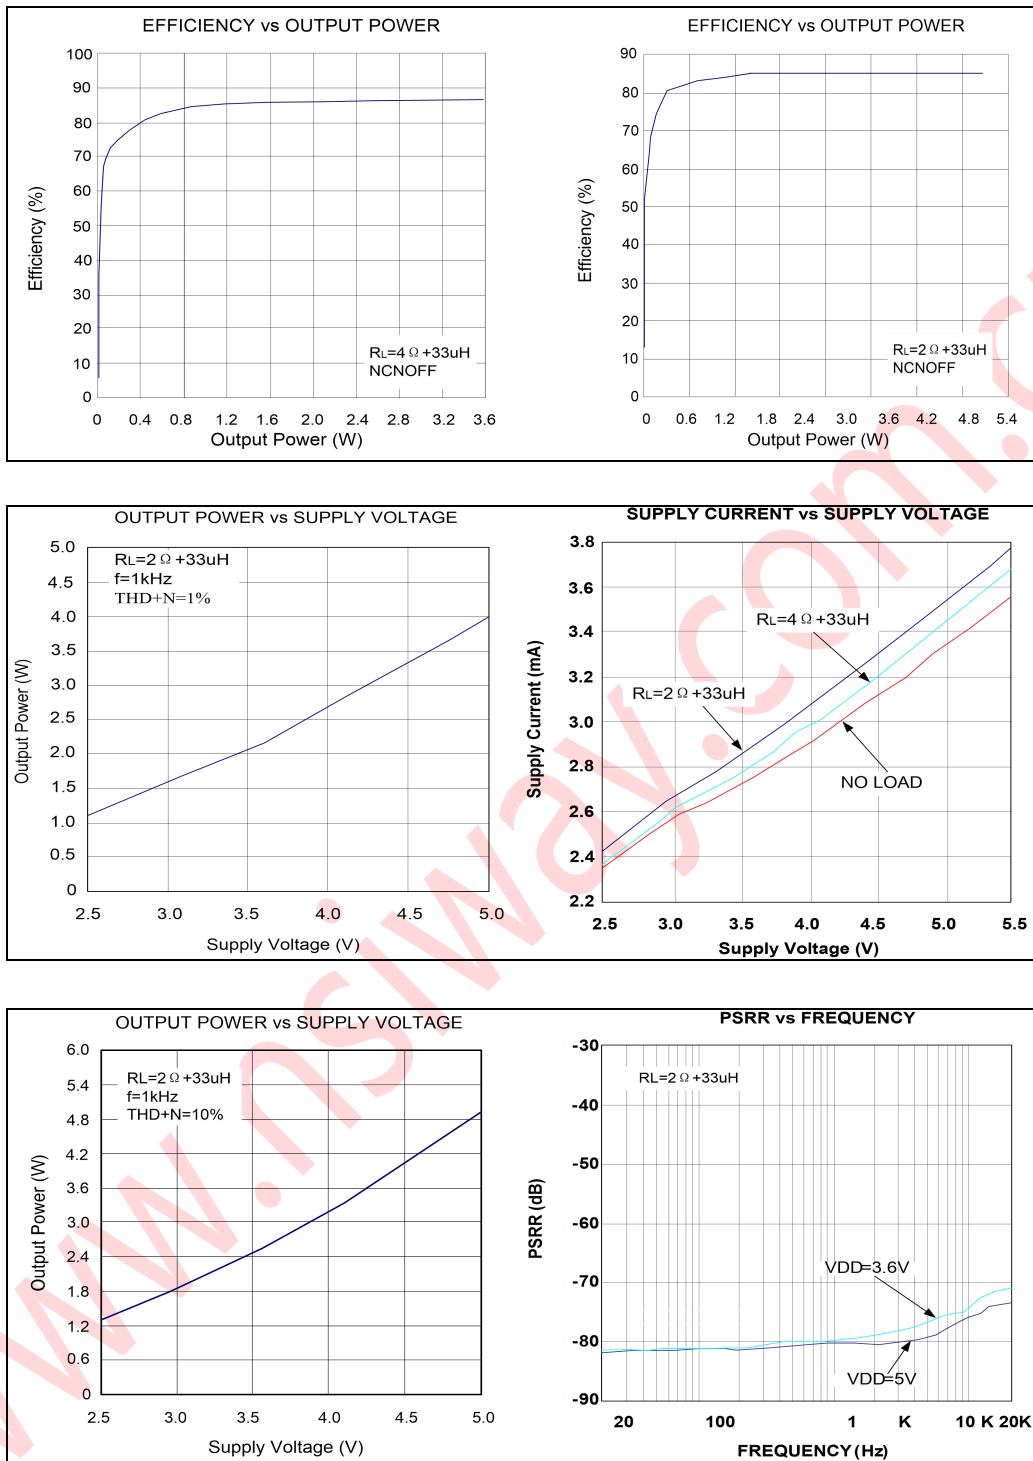 EFFICIENCY vs OUTPUT POWER
100
90
80
70
60
50
40
30
20
10
0
Efficiency (%)
RL=4 Ω +33uH
NCNOFF
0 0.4 0.8 1.2 1.6 2.0 2.4 2.8 3.2 3.6
Output Power (W)
EFFICIENCY vs OUTPUT POWER
90
80
70
60
50
40
30
20
10
0
Efficiency (%)
RL=2 Ω +33uH
NCNOFF
0 0.6 1.2 1.8 2.4 3.0 3.6 4.2 4.8 5.4
Output Power (W)
OUTPUT POWER vs SUPPLY VOLTAGE
5.0
4.5
4.0
3.5
3.0
2.5
2.0
1.5
1.0
0.5
0
Output Power (W)
RL=2 Ω +33uH
f=1kHz
THD+N=1%
2.5 3.0 3.5 4.0 4.5 5.0
Supply Voltage (V)
SUPPLY CURRENT vs SUPPLY VOLTAGE
3.8
3.6
3.4
3.2
3.0
2.8
2.6
2.4
2.2
Supply Current (mA)
RL=4 Ω +33uH
RL=2 Ω +33uH
NO LOAD
2.5 3.0 3.5 4.0 4.5 5.0 5.5
Supply Voltage (V)
OUTPUT POWER vs SUPPLY VOLTAGE
6.0
5.4
4.8
4.2
3.6
3.0
2.4
1.8
1.2
0.6
0
Output Power (W)
RL=2 Ω +33uH
f=1kHz
THD+N=10%
2.5 3.0 3.5 4.0 4.5 5.0
Supply Voltage (V)
PSRR vs FREQUENCY
-30
-40
-50
-60
-70
-80
-90
PSRR (dB)
RL=2 Ω +33uH
VDD=3.6V
VDD=5V
20 100 1 K 10 K 20K
FREQUENCY (Hz)
www.nsiway.com.c